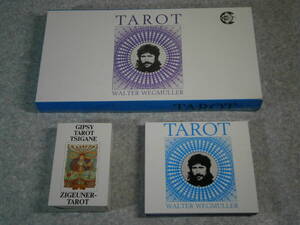 TAROT
WALTER WEGMÜLLER
TAROT
GIPSY
TAROT
TSIGANE
ZIGEUNER-
TAROT
TAROT
WALTER WEGMÜLLER